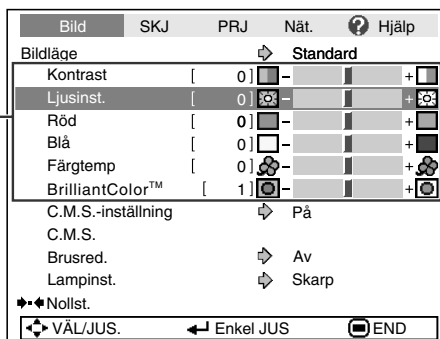 Bild SKJ PRJ Nät. ? Hjälp
Bildläge Standard
Kontrast [ 0] – +
Ljusinst. [ 0] – +
Röd [ 0] – +
Blå [ 0] – +
Färgtemp [ 0] – +
BrilliantColor™ [ 1] – +
C.M.S.-inställning På
C.M.S.
Brusred. Av
Lampinst. Skarp
Nollst.
VÄL/JUS. Enkel JUS END